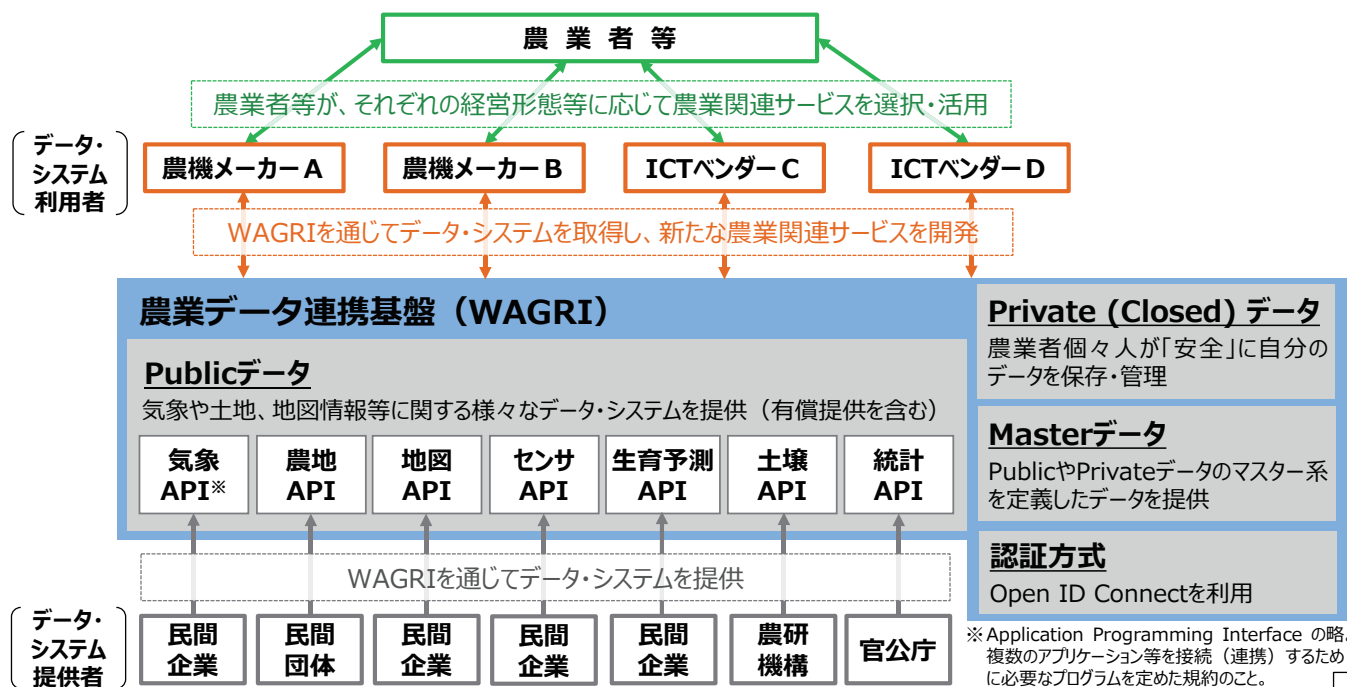 農業者等
農業者等が、それぞれの経営形態等に応じて農業関連サービスを選択・活用
データ・
システム
利用者
農機メーカーA
農機メーカーB
ICTベンダーC
ICTベンダーD
WAGRIを通じてデータ・システムを取得し、新たな農業関連サービスを開発
農業データ連携基盤（WAGRI）
Publicデータ
気象や土地、地図情報等に関する様々なデータ・システムを提供（有償提供を含む）
気象
API※
農地
API
地図
API
センサ
API
生育予測
API
土壌
API
統計
API
Private (Closed) データ
農業者個々人が「安全」に自分の
データを保存・管理
Masterデータ
PublicやPrivateデータのマスター系
を定義したデータを提供
認証方式
Open ID Connectを利用
WAGRIを通じてデータ・システムを提供
データ・
システム
提供者
民間
企業
民間
団体
民間
企業
民間
企業
民間
企業
農研
機構
官公庁
※Application Programming Interface の略。
複数のアプリケーション等を接続（連携）するため
に必要なプログラムを定めた規約のこと。